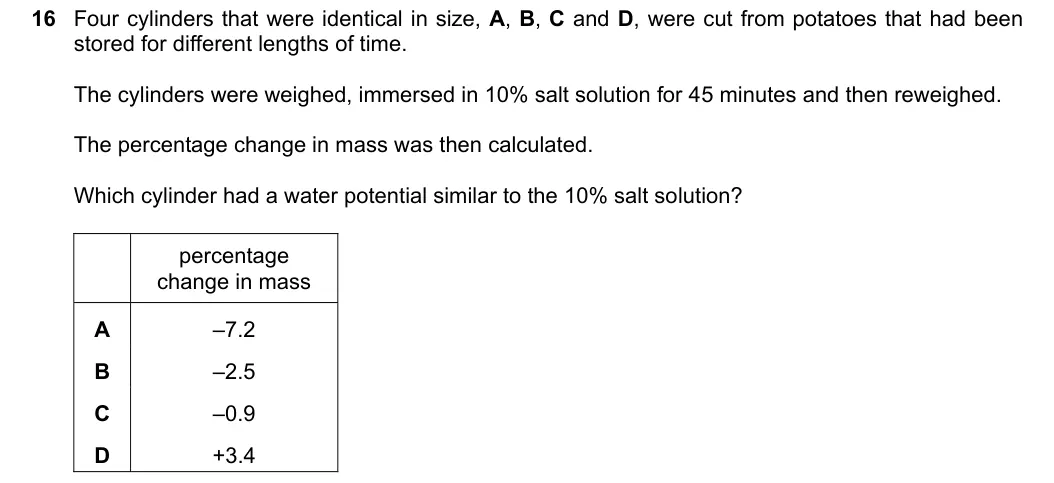 16 Four cylinders that were identical in size, A, B, C and D, were cut from potatoes that had been
stored for different lengths of time.
The cylinders were weighed, immersed in 10% salt solution for 45 minutes and then reweighed.
The percentage change in mass was then calculated.
Which cylinder had a water potential similar to the 10% salt solution?
percentage
change in mass
A –7.2
B –2.5
C –0.9
D +3.4